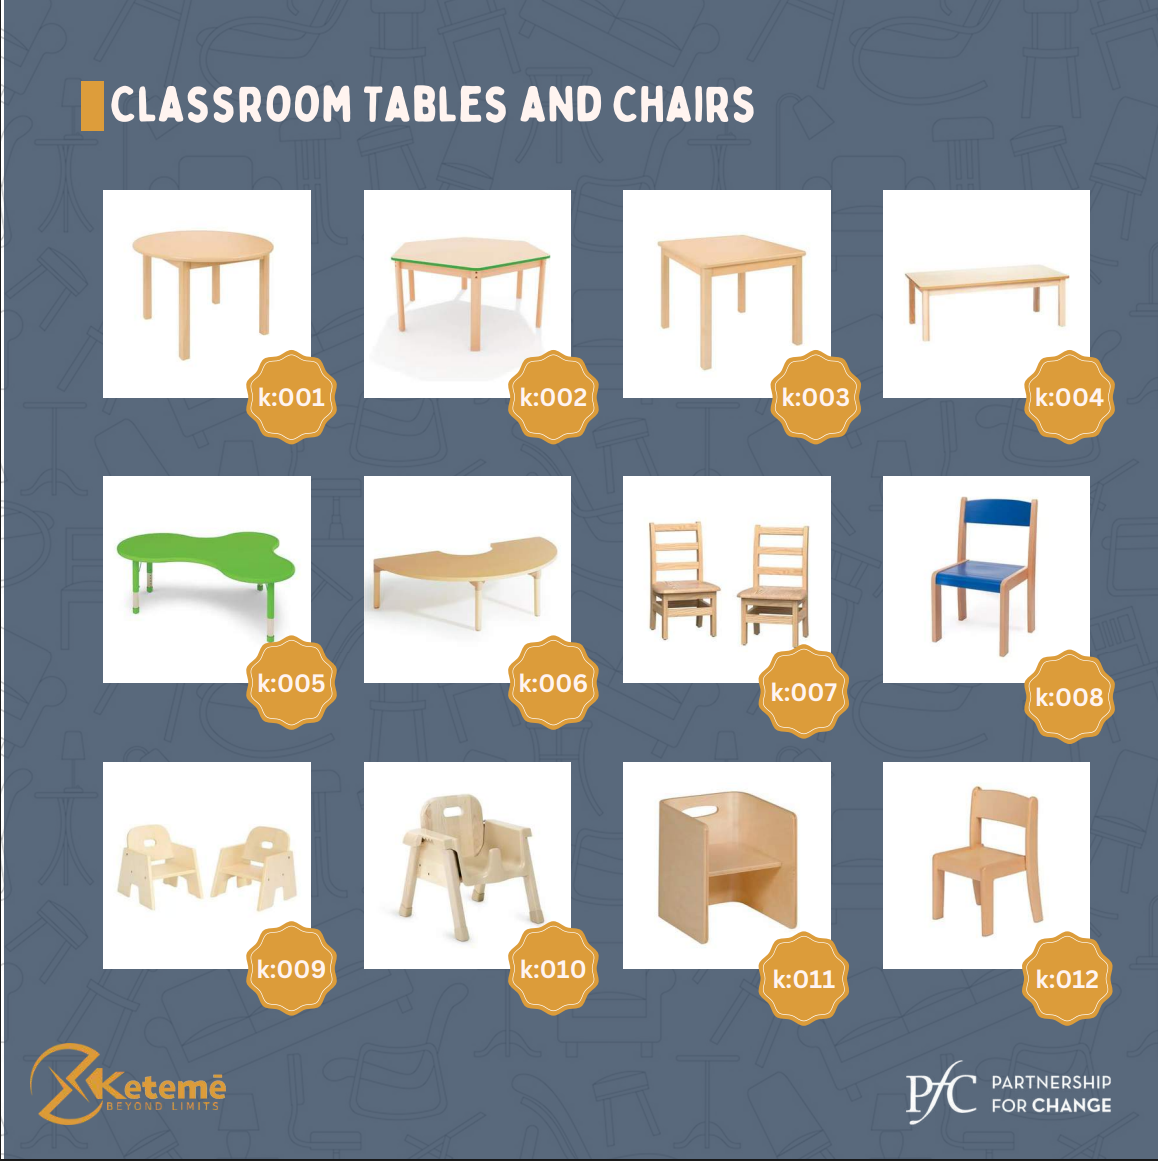 CLASSROOM TABLES AND CHAIRS
k:001
k:002
k:003
k:004
k:005
k:006
k:007
k:008
k:009
k:010
k:011
k:012
Ketemē
BEYOND LIMITS
PfC
PARTNERSHIP
FOR CHANGE